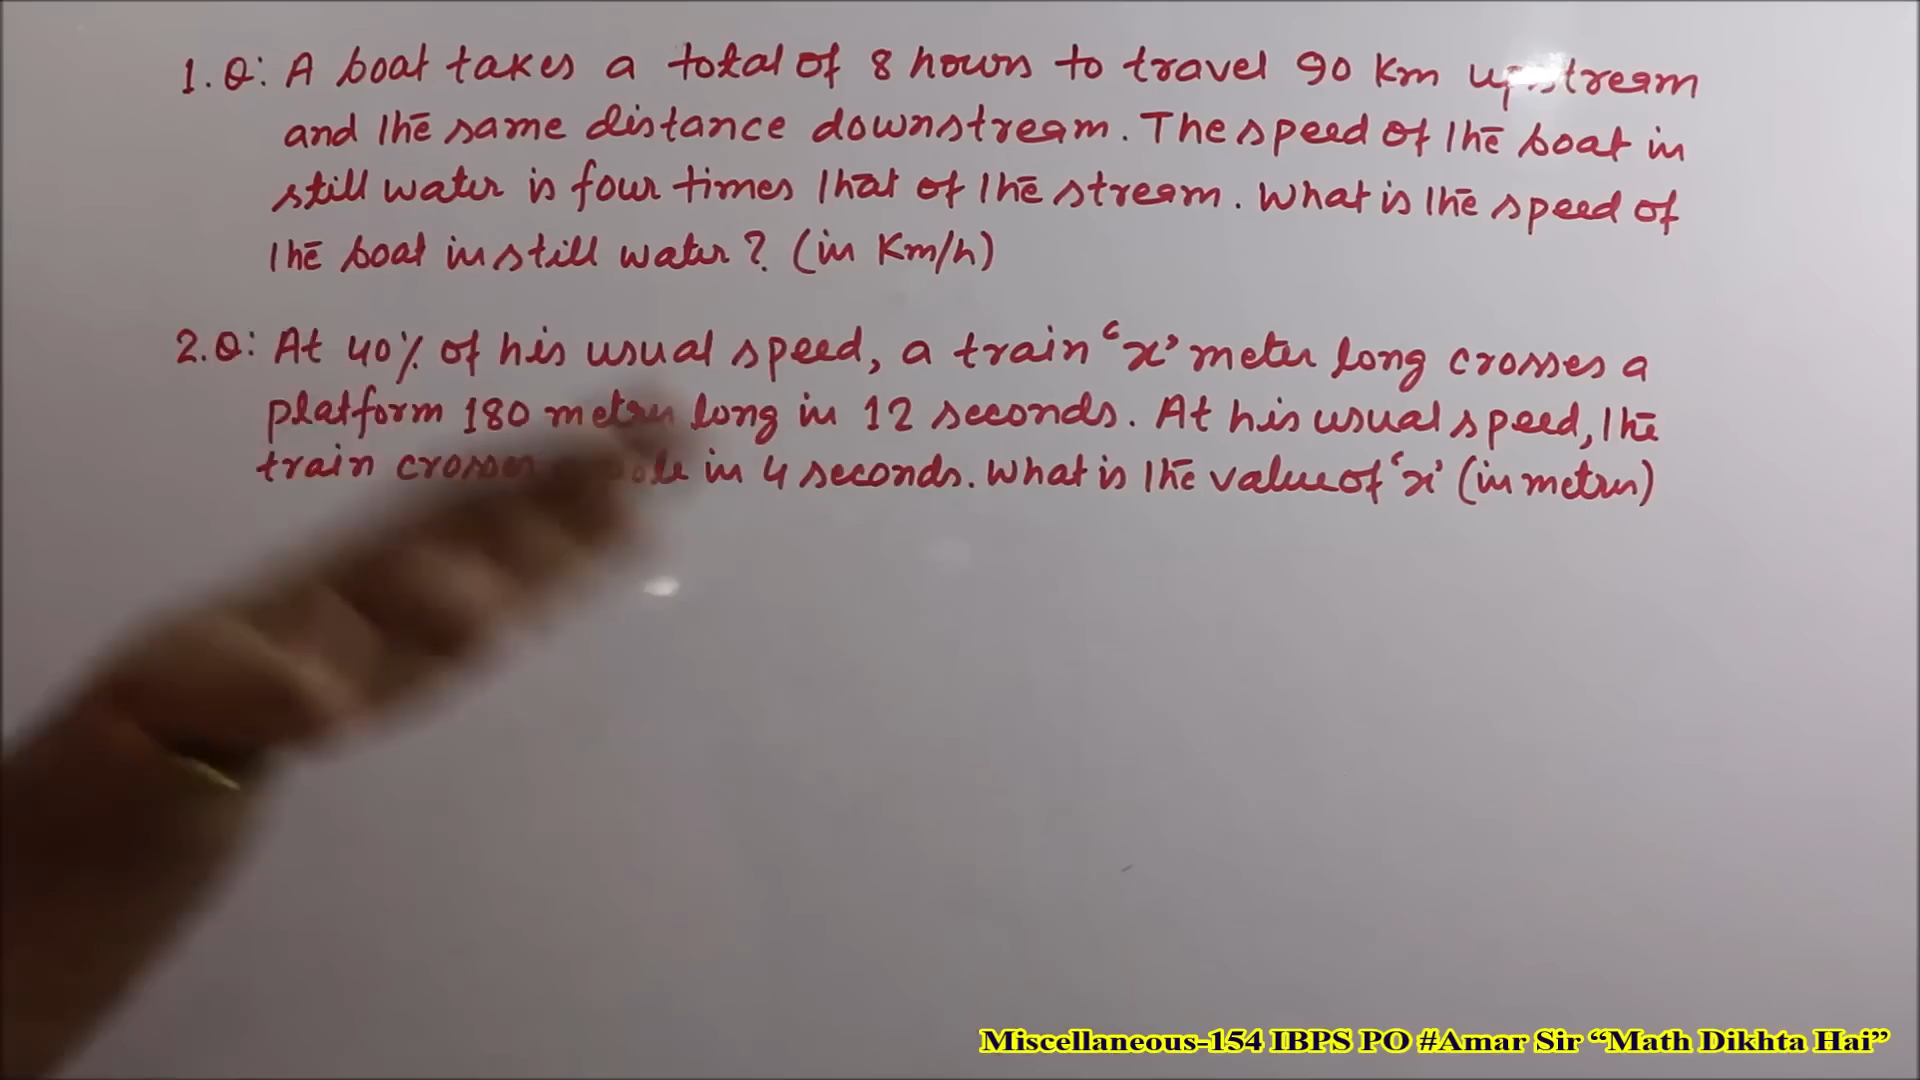 1. Q: A boat takes a total of 8 hours to travel 90 Km upstream
and the same distance downstream. The speed of the boat in
still water is four times that of the stream. What is the speed of
the boat in still water? (in Km/h)
2. Q: At 40% of his usual speed, a train 'x' meter long crosses a
platform 180 metres long in 12 seconds. At his usual speed, the
train crosses pole in 4 seconds. What is the value of 'x' (in metres)
Miscellaneous-154 IBPS PO #Amar Sir “Math Dikhta Hai”